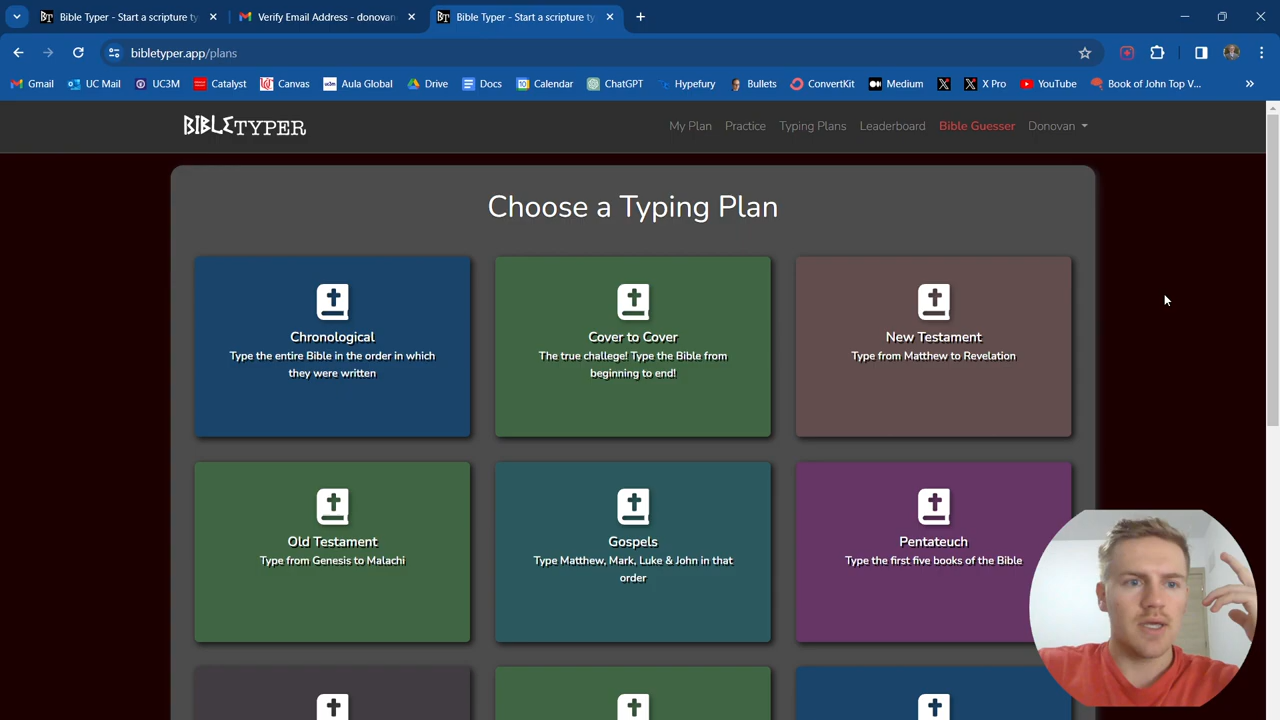 Bible Typer - Start a scripture ty
Verify Email Address - donovan
Bible Typer - Start a scripture ty
bibletyper.app/plans
Gmail
UC Mail
UC3M
Catalyst
Canvas
Aula Global
Drive
Docs
Calendar
ChatGPT
Hypefury
Bullets
ConvertKit
Medium
X
X Pro
YouTube
Book of John Top V...
BIBLETYPER
My Plan
Practice
Typing Plans
Leaderboard
Bible Guesser
Donovan
Choose a Typing Plan
Chronological
Type the entire Bible in the order in which
they were written
Cover to Cover
The true challege! Type the Bible from
beginning to end!
New Testament
Type from Matthew to Revelation
Old Testament
Type from Genesis to Malachi
Gospels
Type Matthew, Mark, Luke & John in that
order
Pentateuch
Type the first five books of the Bible